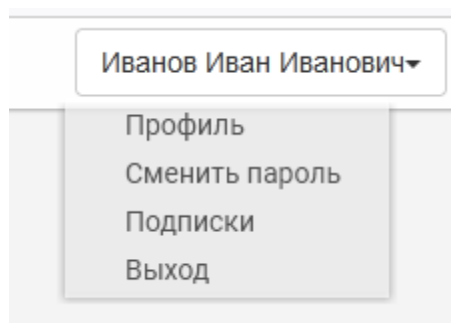 Иванов Иван Иванович
Профиль
Сменить пароль
Подписки
Выход